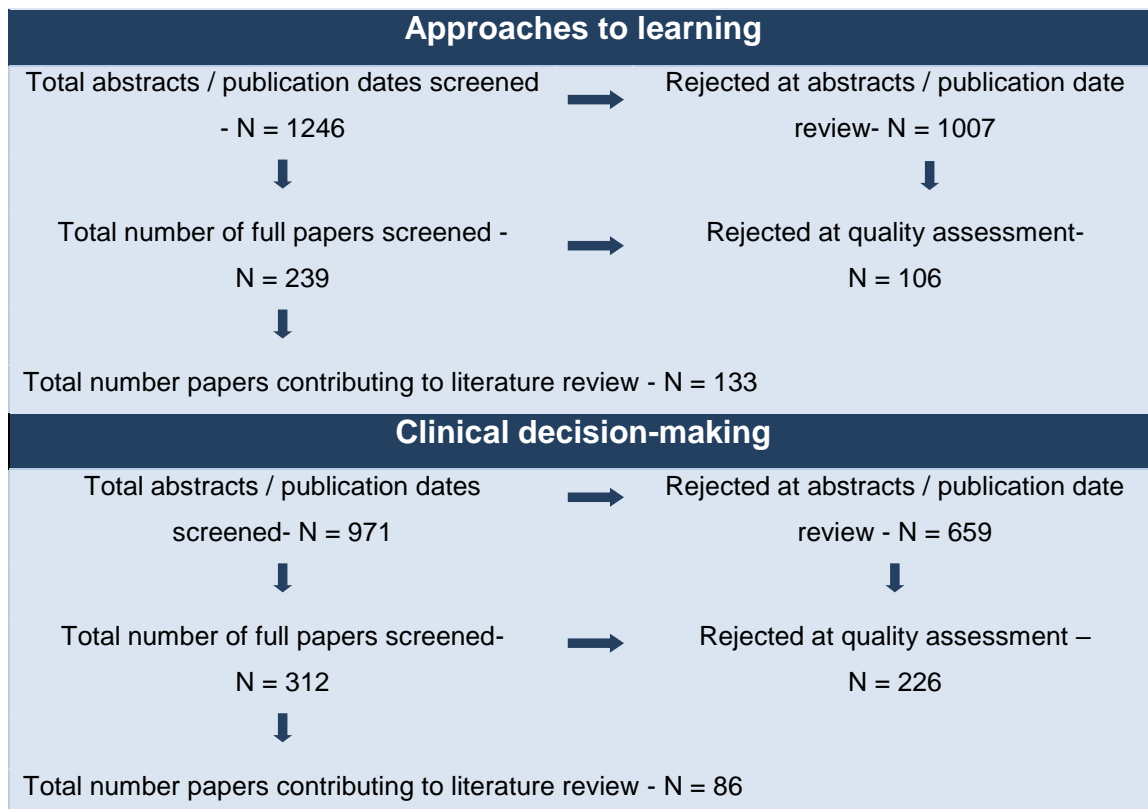 Approaches to learning
Total abstracts / publication dates screened
- N = 1246
Rejected at abstracts / publication date
review- N = 1007
Total number of full papers screened -
N = 239
Rejected at quality assessment-
N = 106
Total number papers contributing to literature review - N = 133
Clinical decision-making
Total abstracts / publication dates
screened- N = 971
Rejected at abstracts / publication date
review - N = 659
Total number of full papers screened-
N = 312
Rejected at quality assessment –
N = 226
Total number papers contributing to literature review - N = 86